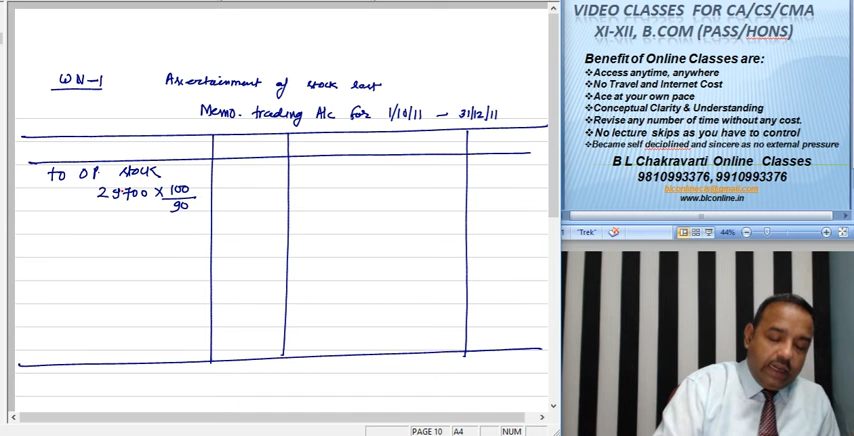 WN-1 Ascertainment of stock lost
Memo. trading A/c for 1/10/11 - 31/12/11
to OP. stock
29700 × 100
90
VIDEO CLASSES FOR CA/CS/CMA
XI-XII, B.COM (PASS/HONS)
Benefit of Online Classes are:
❖Access anytime, anywhere
❖No Travel and Internet Cost
❖Ace at your own pace
❖Conceptual Clarity & Understanding
❖Revise any number of time without any cost.
❖No lecture skips as you have to control
❖Became self deciplined and sincere as no external pressure
B L Chakravarti Online Classes
9810993376, 9910993376
www.blconline.in
"Trek" 44%
PAGE 10 A4 NUM